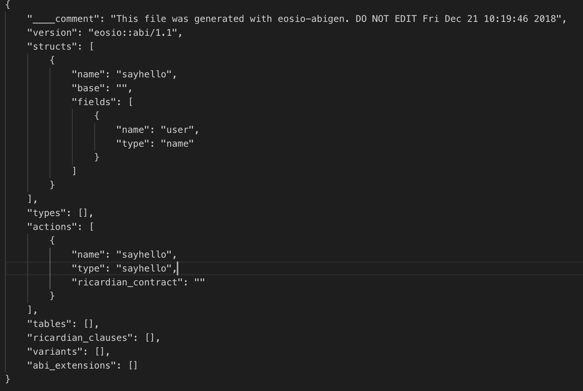 {
"____comment": "This file was generated with eosio-abigen. DO NOT EDIT Fri Dec 21 10:19:46 2018",
"version": "eosio::abi/1.1",
"structs": [
{
"name": "sayhello",
"base": "",
"fields": [
{
"name": "user",
"type": "name"
}
]
}
],
"types": [],
"actions": [
{
"name": "sayhello",
"type": "sayhello",
"ricardian_contract": ""
}
],
"tables": [],
"ricardian_clauses": [],
"variants": [],
"abi_extensions": []
}